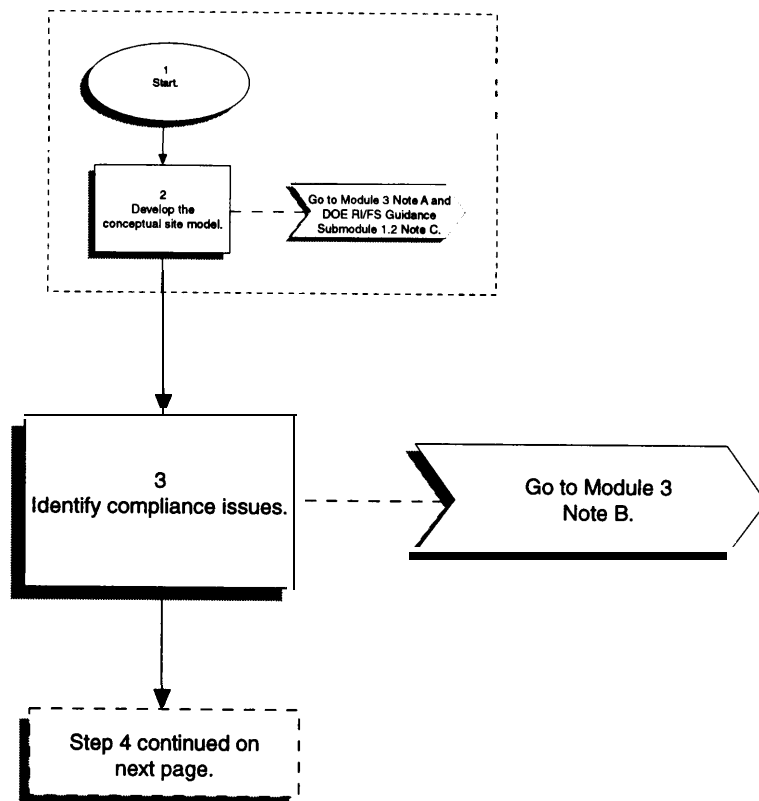 1
Start.
2
Develop the
conceptual site model.
Go to Module 3 Note A and
DOE RI/FS Guidance
Submodule 1.2 Note C.
3
Identify compliance issues.
Go to Module 3
Note B.
Step 4 continued on
next page.